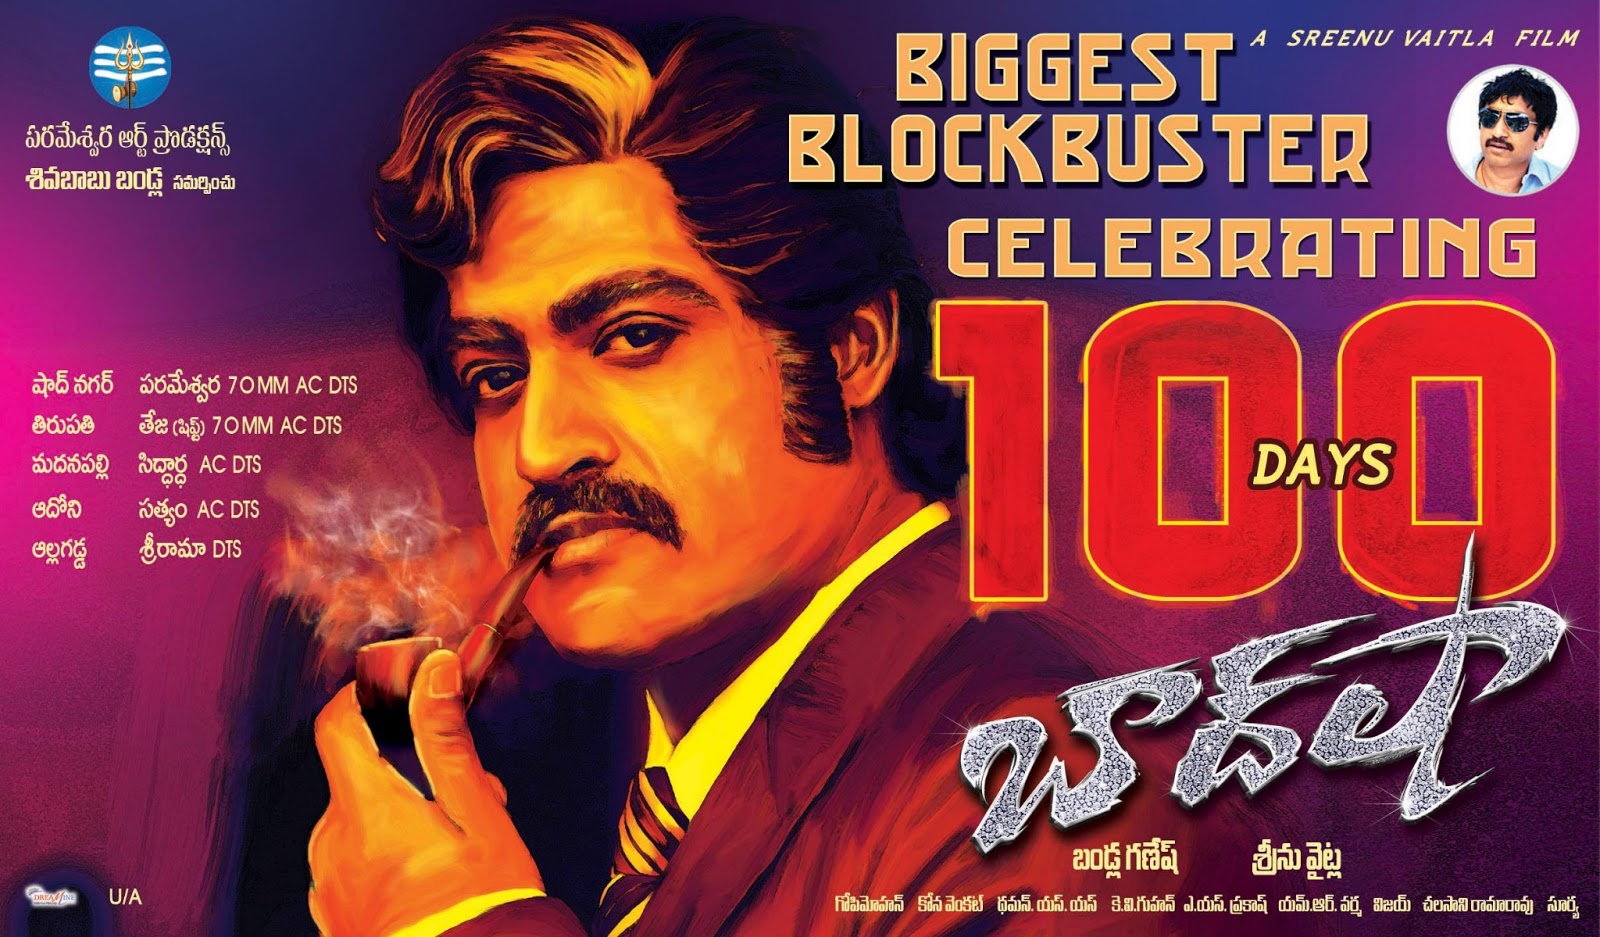 పరమేశ్వర ఆర్ట్ ప్రొడక్షన్స్
శివబాబు బండ్ల సమర్పించు
A SREENU VAITLA FILM
BIGGEST
BLOCKBUSTER
CELEBRATING
100
DAYS
షాద్ నగర్ పరమేశ్వర 70MM AC DTS
తిరుపతి తేజ (షిఫ్ట్) 70MM AC DTS
మదనపల్లి సిద్ధార్ధ AC DTS
ఆదోని సత్యం AC DTS
ఆల్లగడ్డ శ్రీరామా DTS
బాద్‌షా
బండ్ల గణేష్ శ్రీను వైట్ల
గోపిమోహన్ కోన వెంకట్ థమన్. యస్. యస్ కె.వి.గుహన్ ఎ.యస్. ప్రకాష్ యమ్.ఆర్. వర్మ విజయ్ చలసాని రామారావు సూర్య
DREAMLINE
U/A